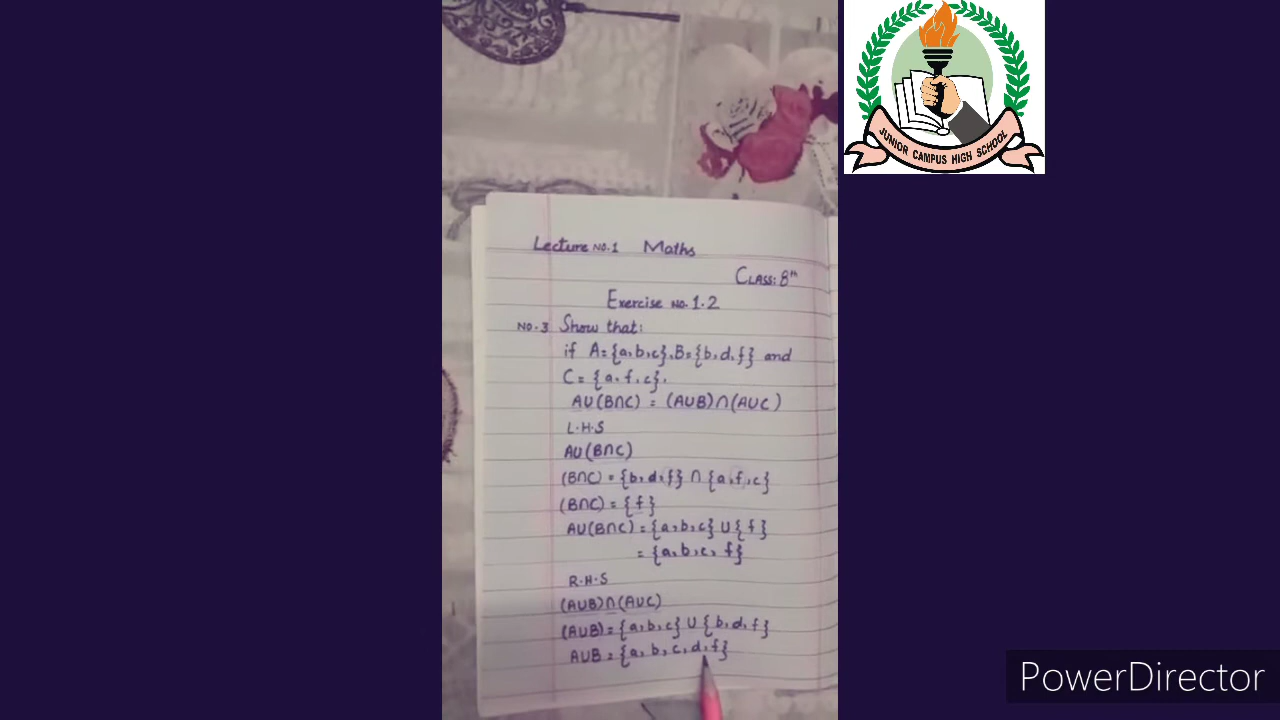 JUNIOR CAMPUS HIGH SCHOOL
Lecture No.1 Maths
CLASS: 8th
Exercise No. 1.2
No.3 Show that:
if A={a,b,c},B={b,d,f} and
C={a,f,c}.
AU(B∩C) = (AUB)∩(AUC)
L.H.S
AU(B∩C)
(B∩C)={b,d,f} ∩ {a,f,c}
(B∩C)={f}
AU(B∩C)={a,b,c}U{f}
={a,b,c,f}
R.H.S
(AUB)∩(AUC)
(AUB)={a,b,c}U{b,d,f}
AUB={a,b,c,d,f}
PowerDirector